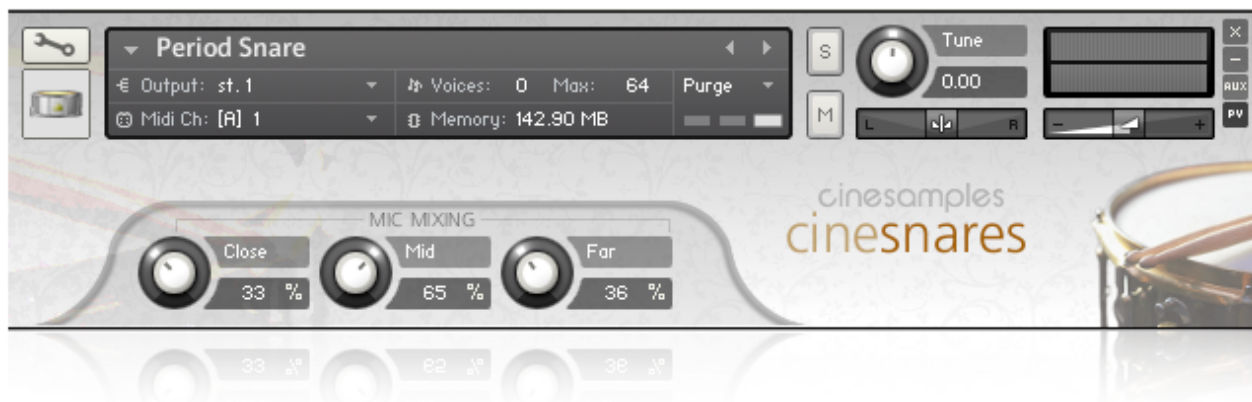 Period Snare
S
Tune
×
Output: st. 1
Voices: 0 Max: 64
Purge
0.00
–
AUX
Midi Ch: [A] 1
Memory: 142.90 MB
M
L
R
–
+
PV
cinesamples
cinesnares
MIC MIXING
Close
Mid
Far
33 %
65 %
36 %